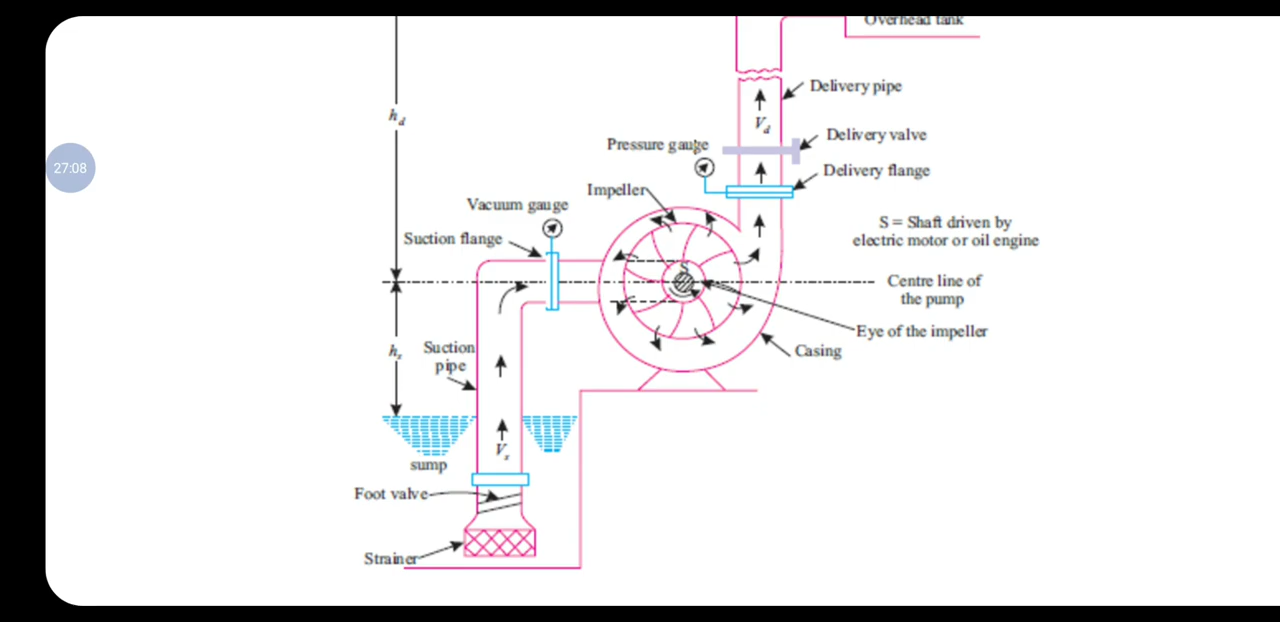 Overhead tank
Delivery pipe
h_d
V_d
Delivery valve
Pressure gauge
Delivery flange
27:08
Impeller
Vacuum gauge
S = Shaft driven by
electric motor or oil engine
Suction flange
S
Centre line of
the pump
Eye of the impeller
h_s
Suction
pipe
Casing
V_s
sump
Foot valve
Strainer